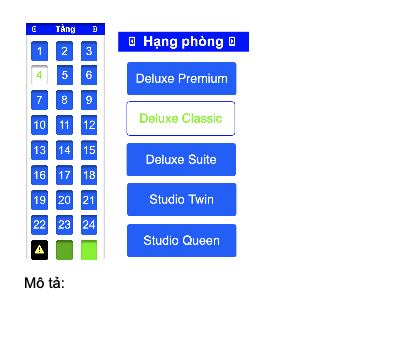 Tầng
1 2 3
4 5 6
7 8 9
10 11 12
13 14 15
16 17 18
19 20 21
22 23 24
Hạng phòng
Deluxe Premium
Deluxe Classic
Deluxe Suite
Studio Twin
Studio Queen
Mô tả: